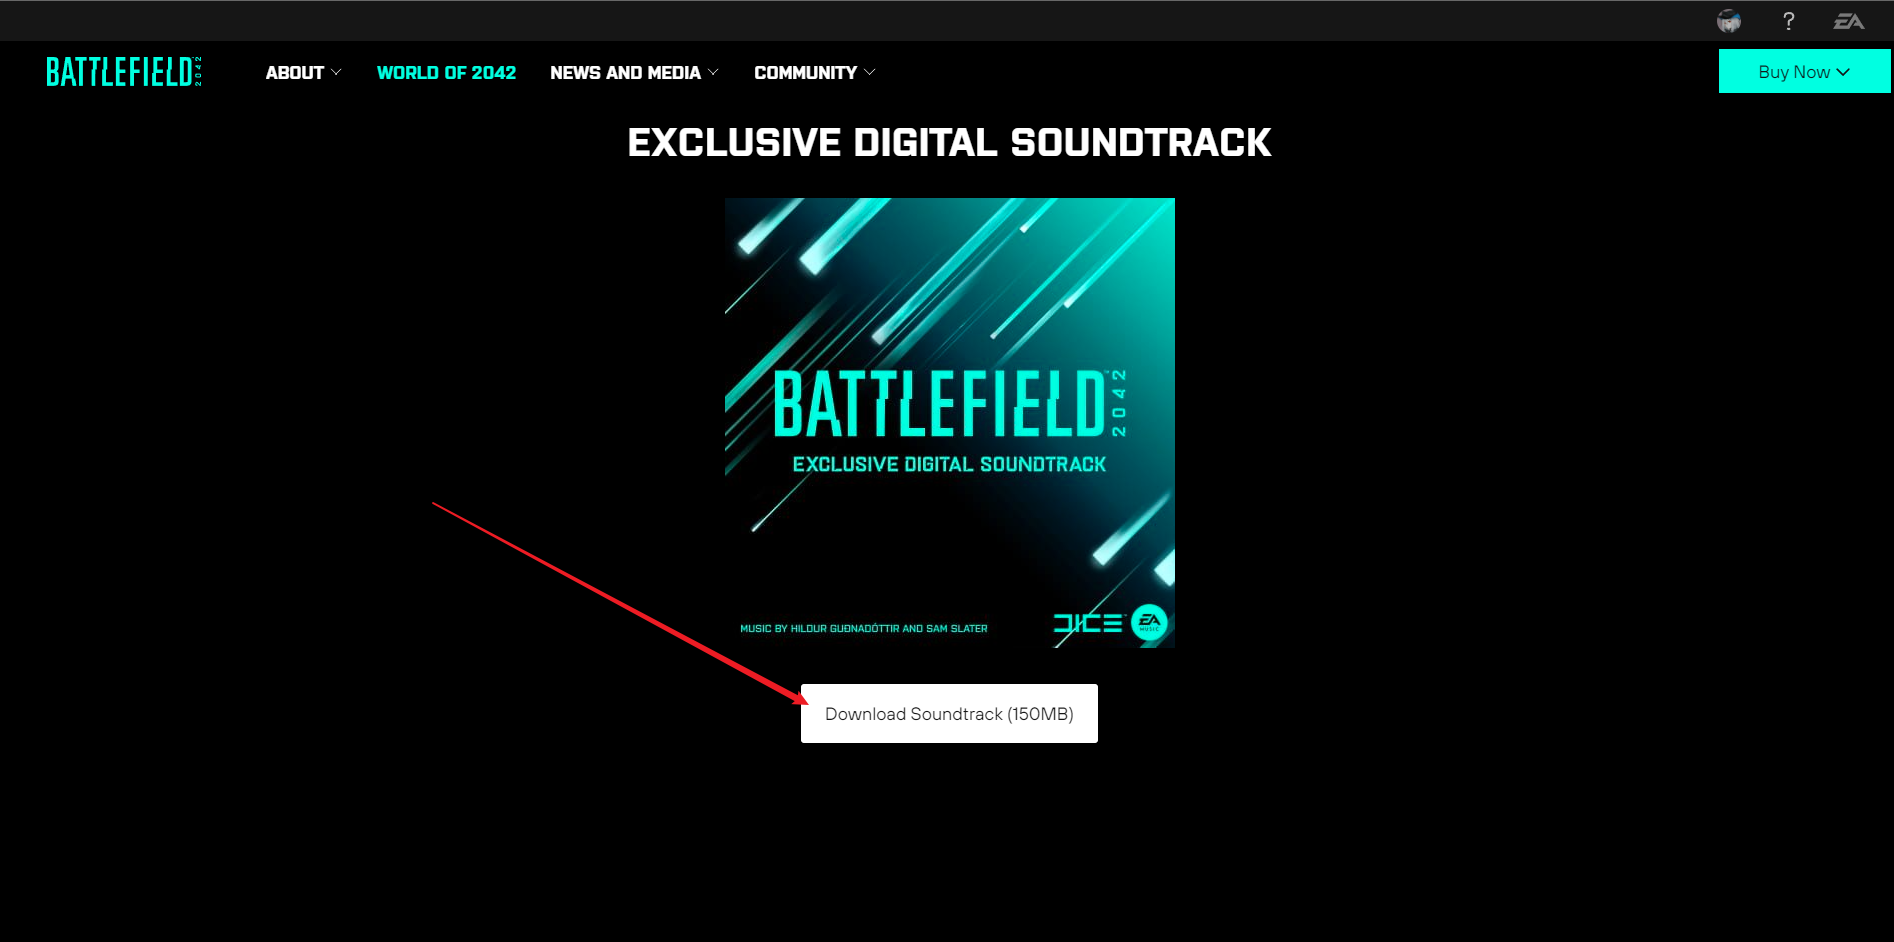 ?
EA
BATTLEFIELD 2042
ABOUT
WORLD OF 2042
NEWS AND MEDIA
COMMUNITY
Buy Now
EXCLUSIVE DIGITAL SOUNDTRACK
BATTLEFIELD™ 2042
EXCLUSIVE DIGITAL SOUNDTRACK
MUSIC BY HILDUR GUÐNADÓTTIR AND SAM SLATER
DICE
EA
MUSIC
Download Soundtrack (150MB)